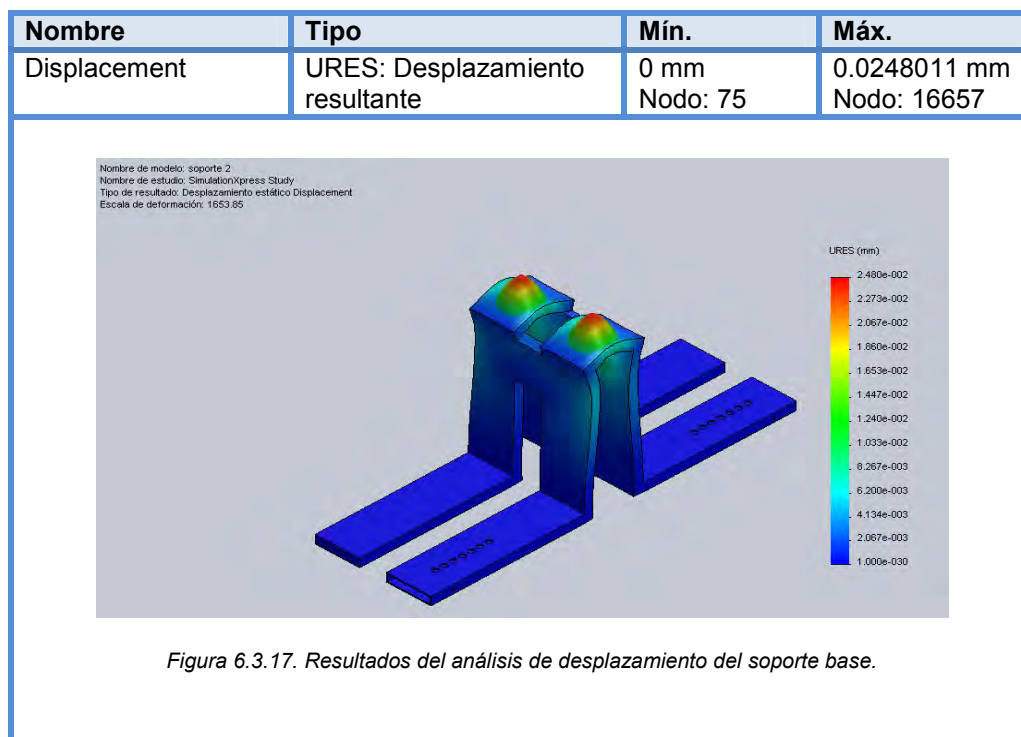 Nombre Tipo Mín. Máx.
Displacement URES: Desplazamiento 0 mm 0.0248011 mm
resultante Nodo: 75 Nodo: 16657
Nombre de modelo: soporte 2
Nombre de estudio: SimulationXpress Study
Tipo de resultado: Desplazamiento estático Displacement
Escala de deformación: 1653.85
URES (mm)
2.480e-002
2.273e-002
2.067e-002
1.860e-002
1.653e-002
1.447e-002
1.240e-002
1.033e-002
8.267e-003
6.200e-003
4.134e-003
2.067e-003
1.000e-030
Figura 6.3.17. Resultados del análisis de desplazamiento del soporte base.